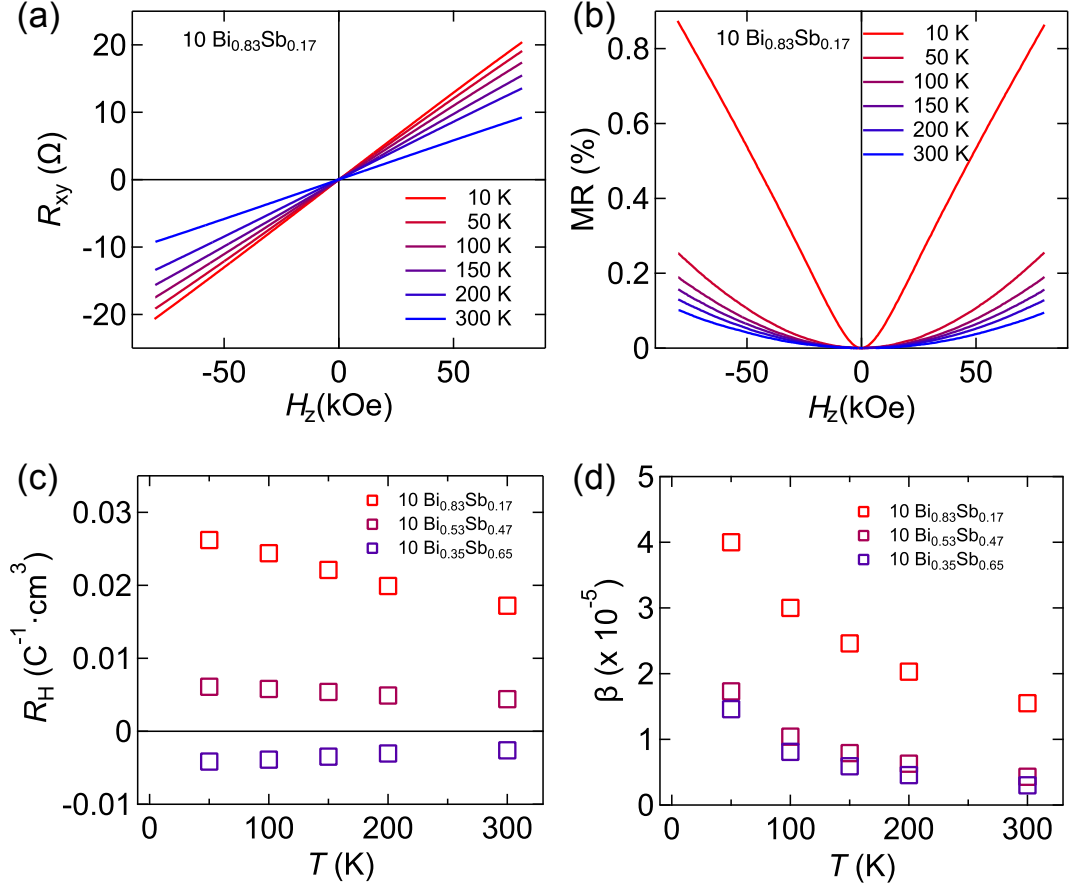 (a)
10 Bi0.83Sb0.17
20
10
0
-10
-20
Rxy (Ω)
10 K
50 K
100 K
150 K
200 K
300 K
-50
0
50
Hz(kOe)
(b)
10 Bi0.83Sb0.17
0.8
0.6
0.4
0.2
0
MR (%)
10 K
50 K
100 K
150 K
200 K
300 K
-50
0
50
Hz(kOe)
(c)
10 Bi0.83Sb0.17
10 Bi0.53Sb0.47
10 Bi0.35Sb0.65
0.03
0.02
0.01
0
-0.01
RH (C-1·cm3)
0
100
200
300
T (K)
(d)
10 Bi0.83Sb0.17
10 Bi0.53Sb0.47
10 Bi0.35Sb0.65
5
4
3
2
1
0
β (x 10-5)
0
100
200
300
T (K)